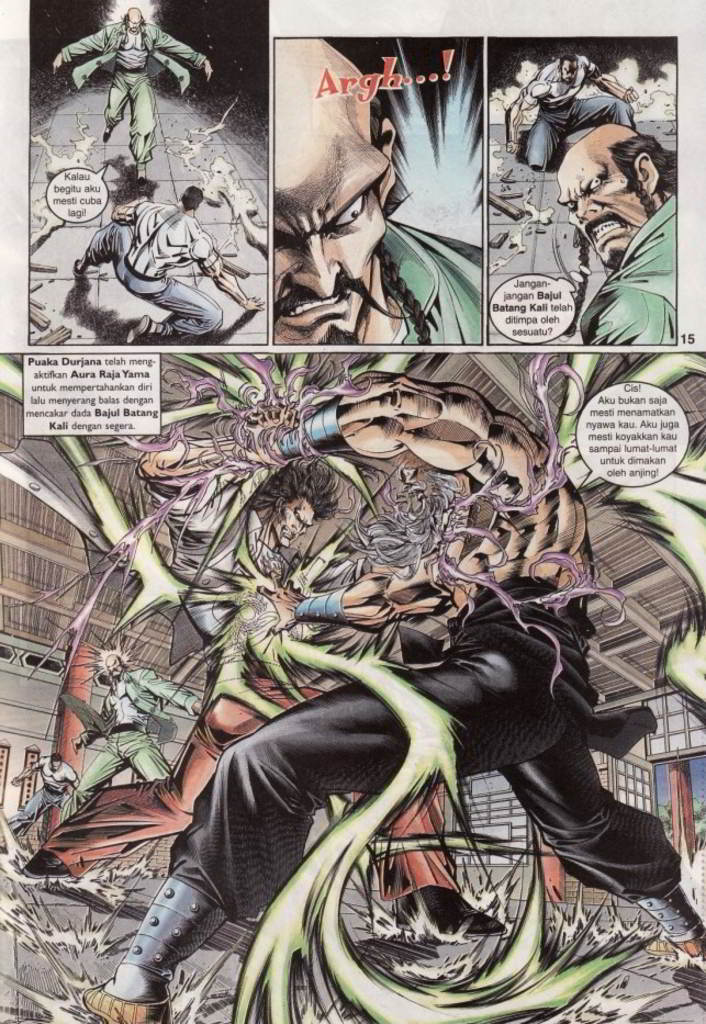 Kalau
begitu aku
mesti cuba
lagi!
Argh...!
Jangan-
jangan Bajul
Batang Kali telah
ditimpa oleh
sesuatu?
15
Puaka Durjana telah meng-
aktifkan Aura Raja Yama
untuk mempertahankan diri
lalu menyerang balas dengan
mencakar dada Bajul Batang
Kali dengan segera.
Cis!
Aku bukan saja
mesti menamatkan
nyawa kau. Aku juga
mesti koyakkan kau
sampai lumat-lumat
untuk dimakan
oleh anjing!